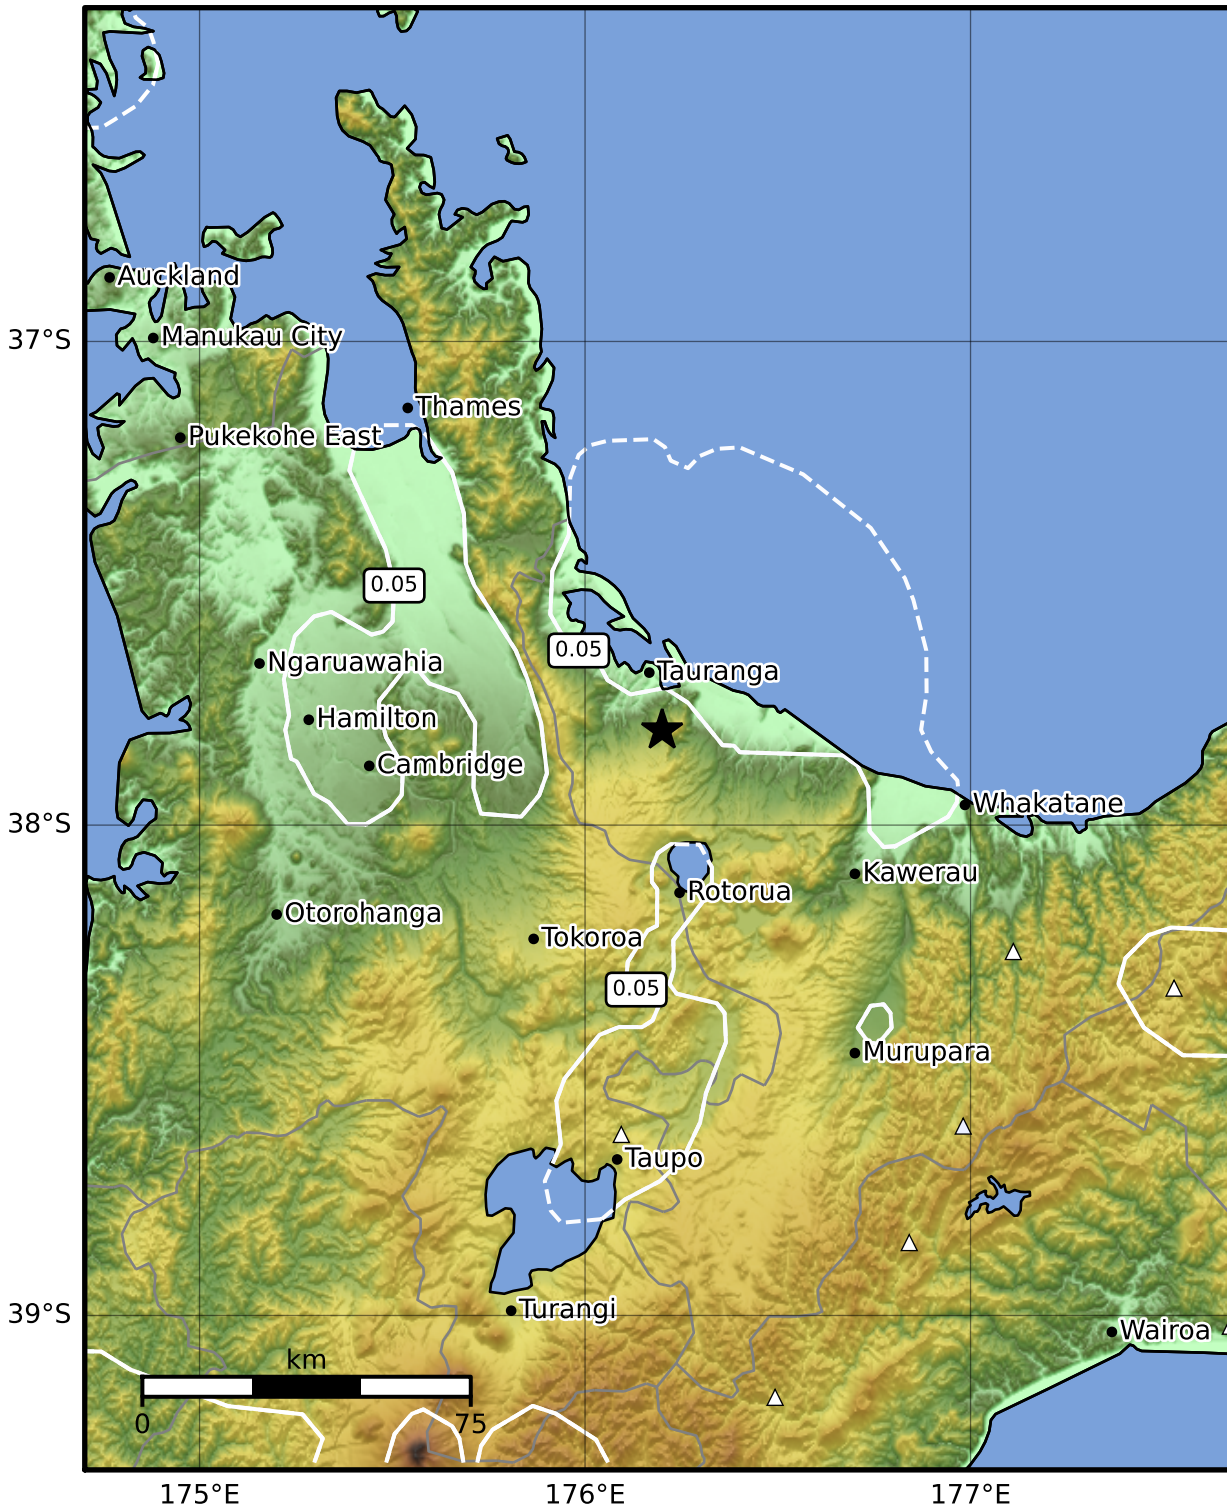 Auckland
Manukau City
37°S
Thames
Pukekohe East
0.05
0.05
Ngaruawahia
Tauranga
Hamilton
Cambridge
Whakatane
38°S
Kawerau
Rotorua
Otorohanga
Tokoroa
0.05
Murupara
Taupo
Turangi
39°S
Wairoa
km
0 75
175°E 176°E 177°E